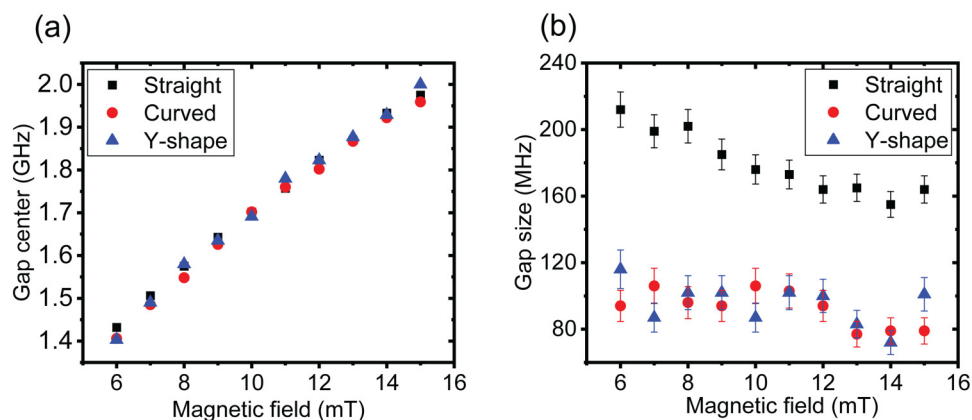 (a)
2.0
1.9
1.8
1.7
1.6
1.5
1.4
Gap center (GHz)
Straight
Curved
Y-shape
6 8 10 12 14 16
Magnetic field (mT)
(b)
240
200
160
120
80
Gap size (MHz)
Straight
Curved
Y-shape
6 8 10 12 14 16
Magnetic field (mT)